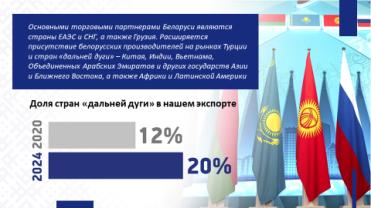 Основными торговыми партнерами Беларуси являются
страны ЕАЭС и СНГ, а также Грузия. Расширяется
присутствие белорусских производителей на рынках Турции
и стран «дальней дуги» – Китая, Индии, Вьетнама,
Объединенных Арабских Эмиратов и других государств Азии
и Ближнего Востока, а также Африки и Латинской Америки
Доля стран «дальней дуги» в нашем экспорте
2020
12%
2024
20%